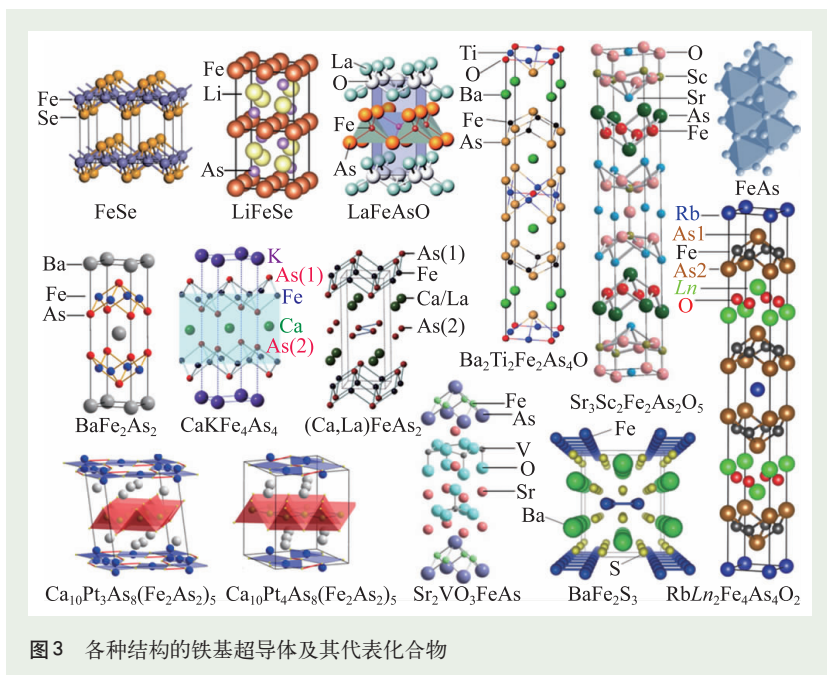 Fe
Se
FeSe
Fe
Li
As
LiFeSe
La
O
Fe
As
LaFeAsO
Ti
O
Ba
Fe
As
Ba₂Ti₂Fe₂As₄O
O
Sc
Sr
As
Fe
Sr₃Sc₂Fe₂As₂O₅
FeAs
Ba
Fe
As
BaFe₂As₂
K
As(1)
Fe
Ca
As(2)
CaKFe₄As₄
As(1)
Fe
Ca/La
As(2)
(Ca,La)FeAs₂
Rb
As1
Fe
As2
Ln
O
RbLn₂Fe₄As₄O₂
Ca₁₀Pt₃As₈(Fe₂As₂)₅
Ca₁₀Pt₄As₈(Fe₂As₂)₅
Fe
As
V
O
Sr
Sr₂VO₃FeAs
Fe
Ba
S
BaFe₂S₃
图3 各种结构的铁基超导体及其代表化合物